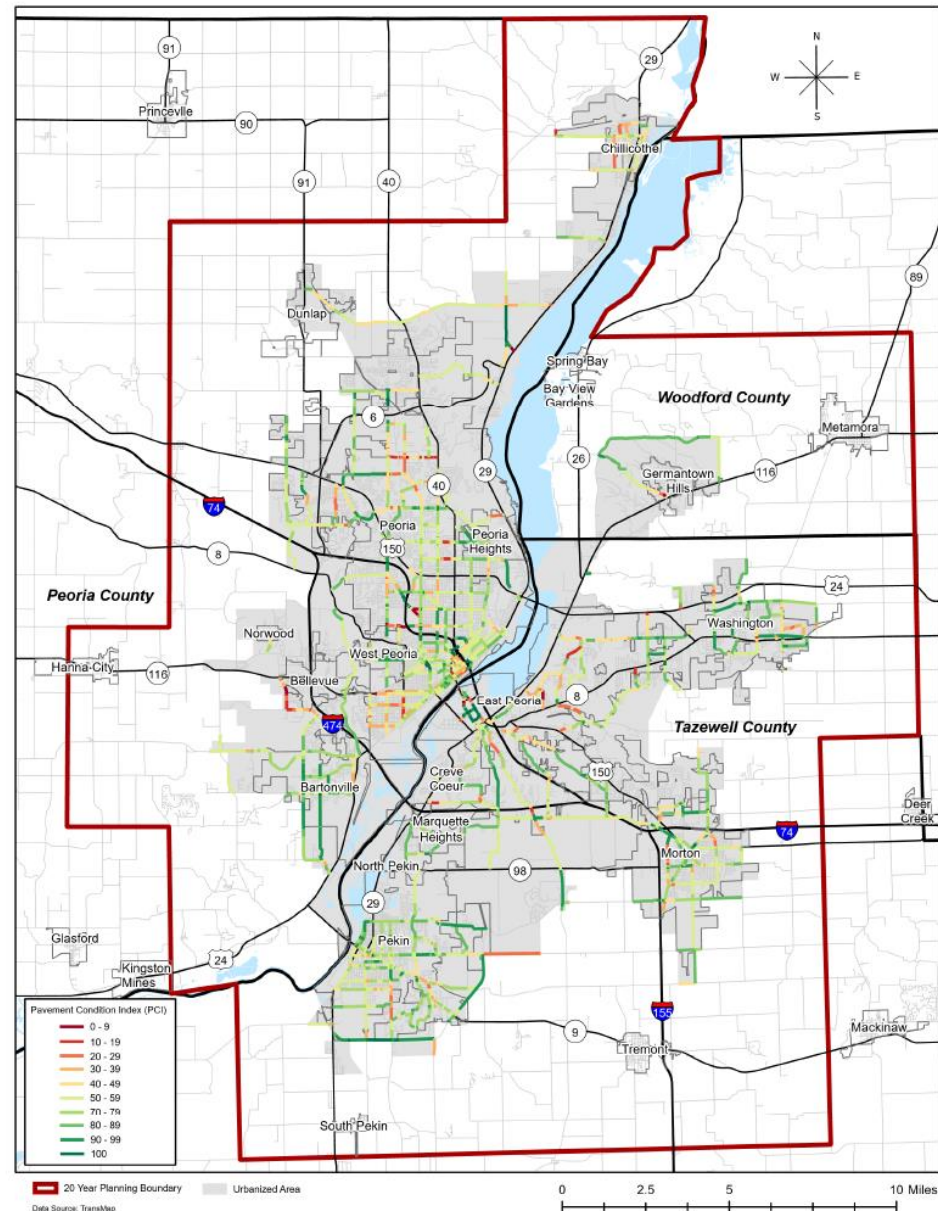 N
W E
S
91
Princeville
90
91
40
29
Chillicothe
89
Dunlap
Spring Bay
Bay View
Gardens
Woodford County
Metamora
6
29
26
116
Germantown
Hills
40
74
Peoria
150
Peoria
Heights
8
24
Peoria County
Washington
Norwood
West Peoria
Hanna City
116
Bellevue
East Peoria
8
474
Tazewell County
Creve
Coeur
150
Bartonville
Deer
Creek
Marquette
Heights
74
Morton
North Pekin
98
29
Pekin
Glasford
24
Kingston
Mines
155
Mackinaw
9
Tremont
South Pekin
Pavement Condition Index (PCI)
0 - 9
10 - 19
20 - 29
30 - 39
40 - 49
50 - 59
70 - 79
80 - 89
90 - 99
100
20 Year Planning Boundary
Urbanized Area
Data Source: TransMap
0 2.5 5 10 Miles